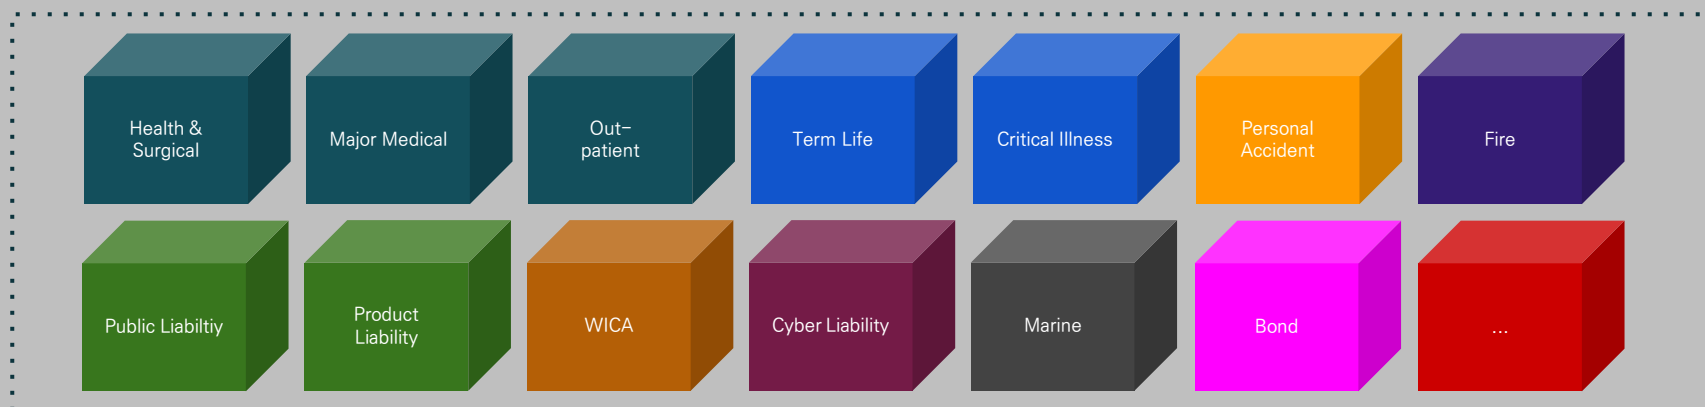 Health &
Surgical
Major Medical
Out-
patient
Term Life
Critical Illness
Personal
Accident
Fire
Public Liabiltiy
Product
Liability
WICA
Cyber Liability
Marine
Bond
...